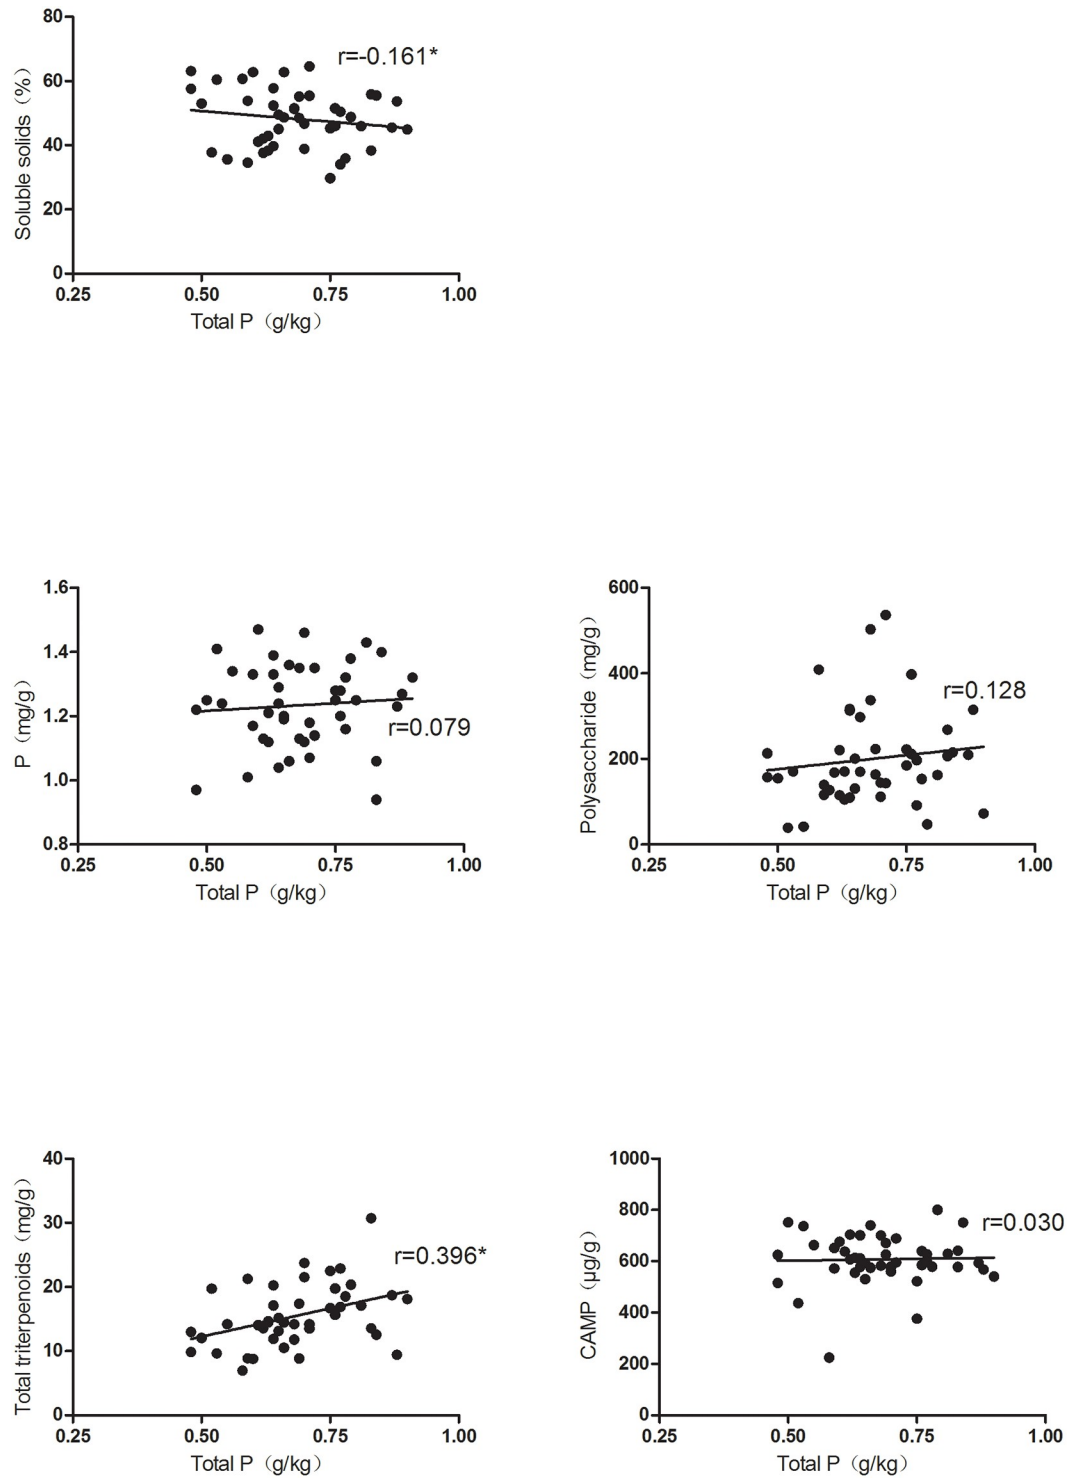 80
60
40
20
0
Soluble solids（%）
r=-0.161*
0.25 0.50 0.75 1.00
Total P（g/kg）
1.6
1.4
1.2
1.0
0.8
P（mg/g）
r=0.079
0.25 0.50 0.75 1.00
Total P（g/kg）
600
400
200
0
Polysaccharide（mg/g）
r=0.128
0.25 0.50 0.75 1.00
Total P（g/kg）
40
30
20
10
0
Total triterpenoids（mg/g）
r=0.396*
0.25 0.50 0.75 1.00
Total P（g/kg）
1000
800
600
400
200
0
CAMP（μg/g）
r=0.030
0.25 0.50 0.75 1.00
Total P（g/kg）